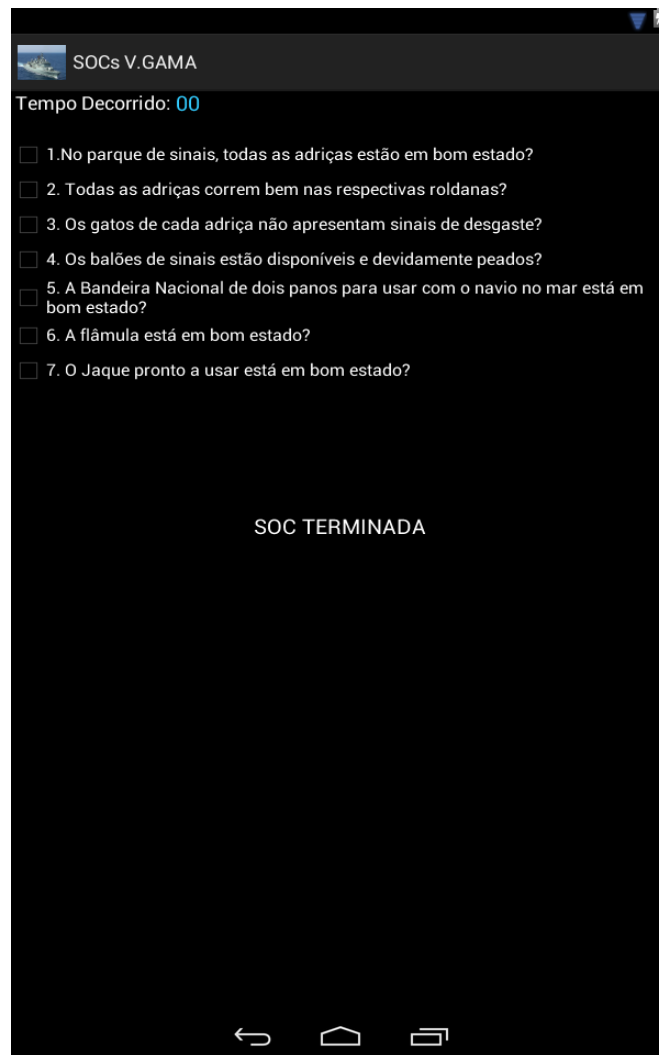 SOCs V.GAMA
Tempo Decorrido: 00
1.No parque de sinais, todas as adriças estão em bom estado?
2. Todas as adriças correm bem nas respectivas roldanas?
3. Os gatos de cada adriça não apresentam sinais de desgaste?
4. Os balões de sinais estão disponíveis e devidamente peados?
5. A Bandeira Nacional de dois panos para usar com o navio no mar está em
bom estado?
6. A flâmula está em bom estado?
7. O Jaque pronto a usar está em bom estado?
SOC TERMINADA